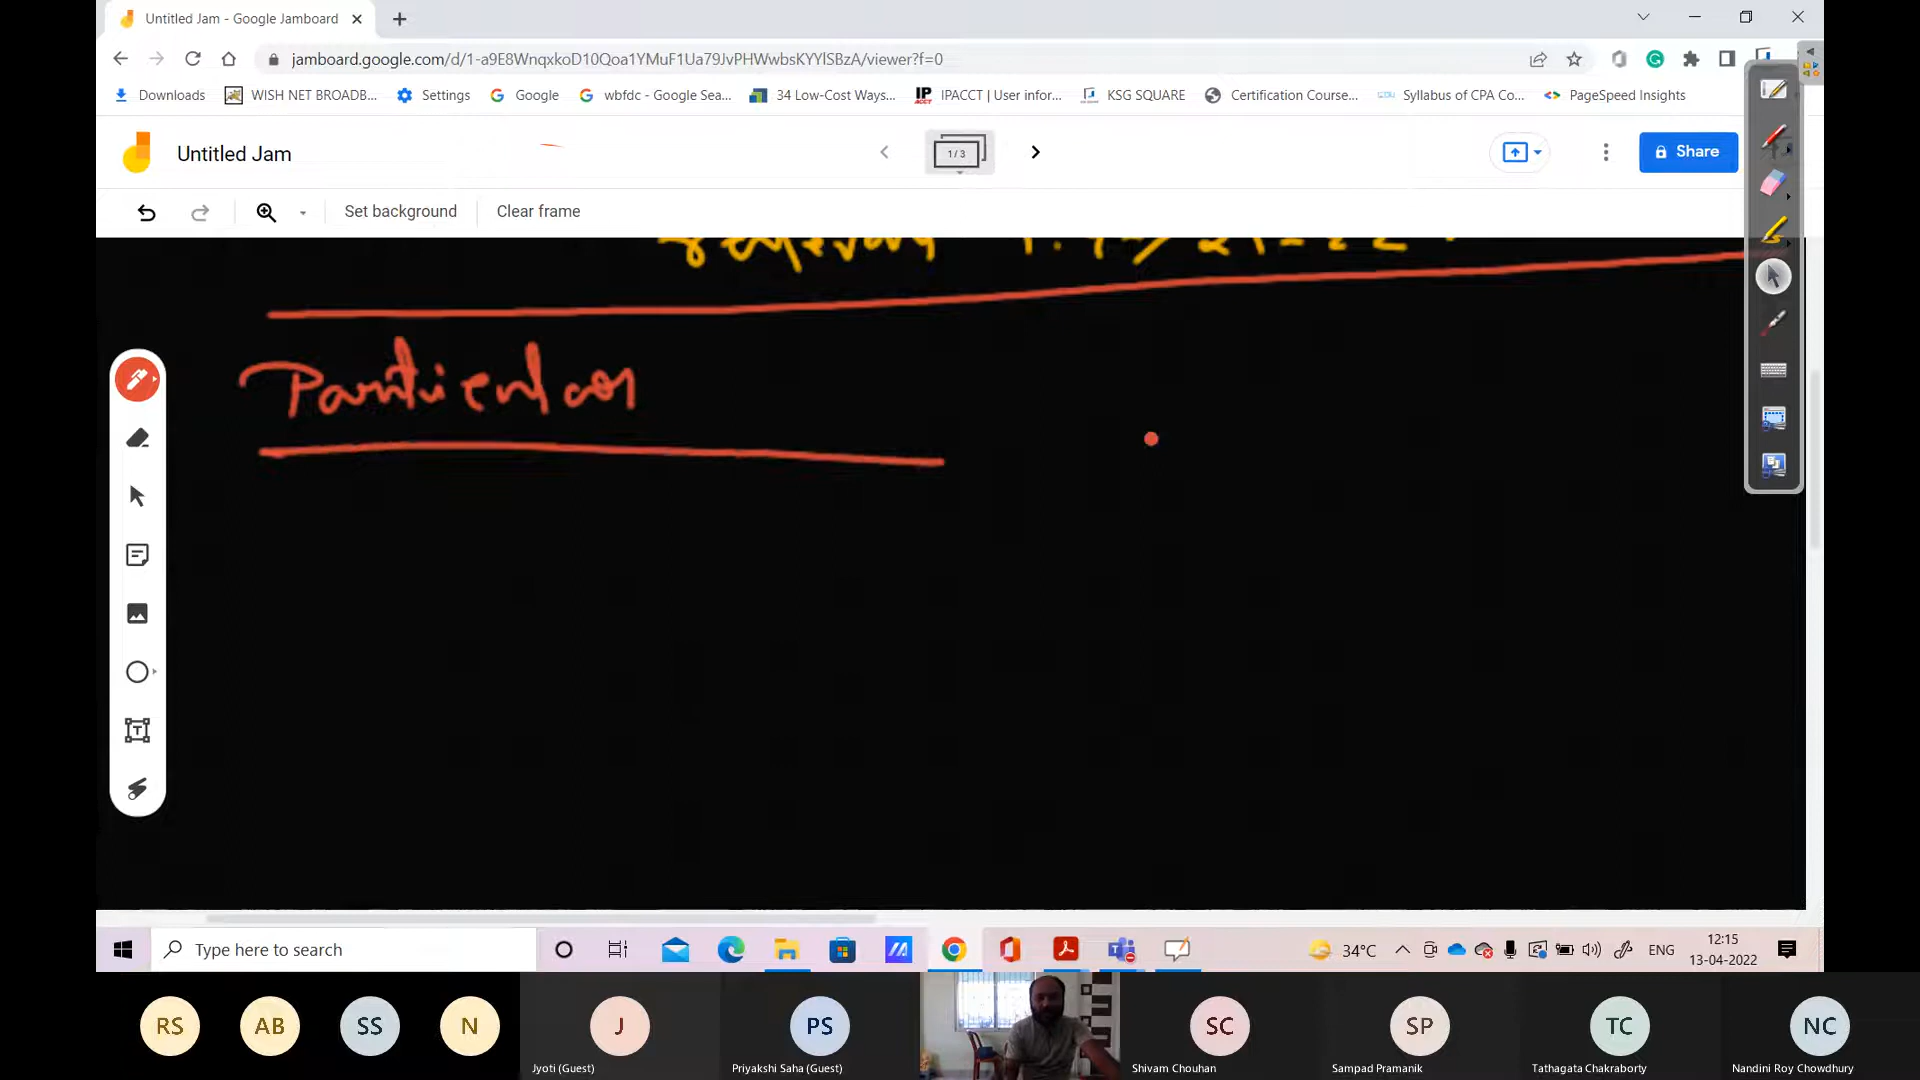 Untitled Jam - Google Jamboard
jamboard.google.com/d/1-a9E8WnqxkoD10Qoa1YMuF1Ua79JvPHWwbsKYYlSBzA/viewer?f=0
Downloads WISH NET BROADB... Settings Google wbfdc - Google Sea... 34 Low-Cost Ways... IPACCT | User infor... KSG SQUARE Certification Course... Syllabus of CPA Co... PageSpeed Insights
Untitled Jam
1 / 3
Share
Set background Clear frame
Particular
Type here to search
34°C
ENG
12:15
13-04-2022
RS AB SS N J PS SC SP TC NC
Jyoti (Guest) Priyakshi Saha (Guest) Shivam Chouhan Sampad Pramanik Tathagata Chakraborty Nandini Roy Chowdhury